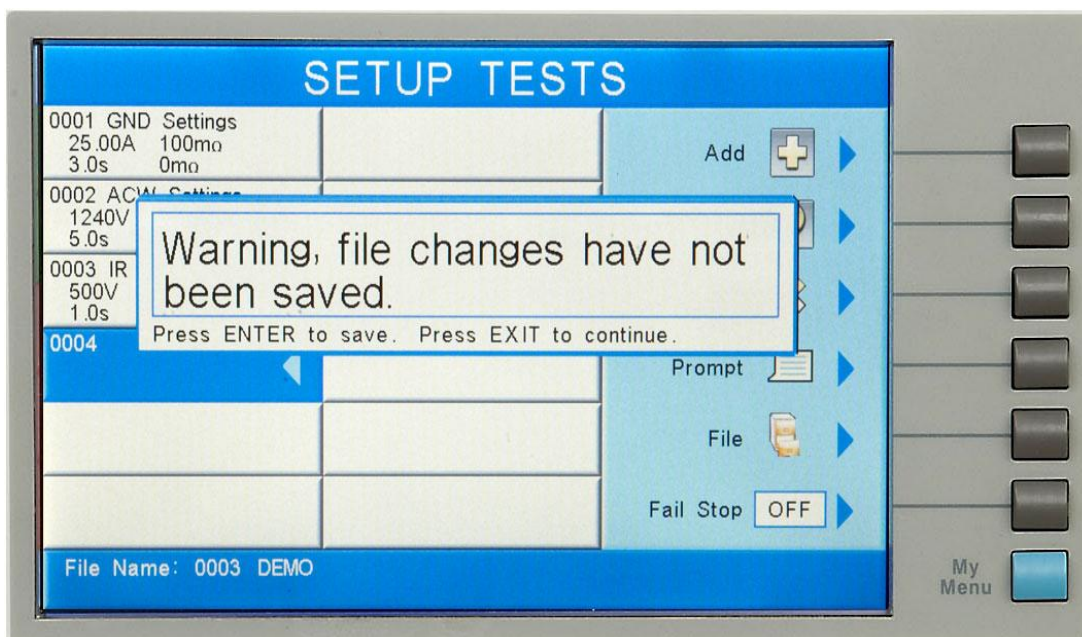 SETUP TESTS
0001 GND Settings
25.00A 100mΩ
3.0s 0mΩ
0002 ACW Settings
1240V
5.0s
0003 IR
500V
1.0s
0004
Warning, file changes have not
been saved.
Press ENTER to save. Press EXIT to continue.
Add
Prompt
File
Fail Stop OFF
File Name: 0003 DEMO
My
Menu